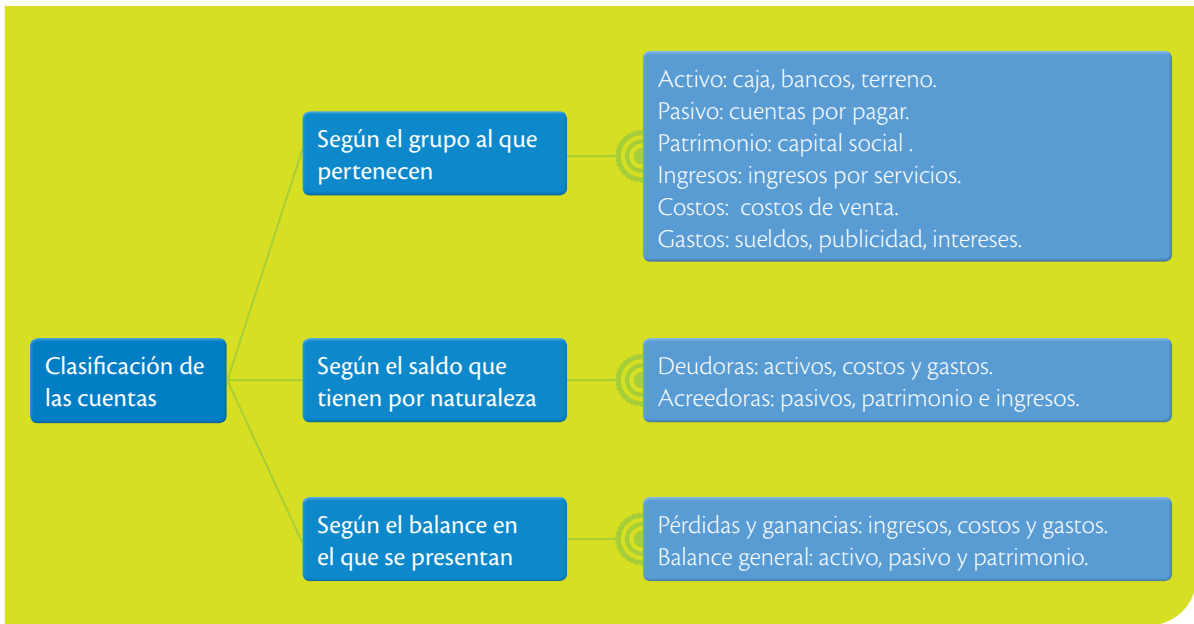 Clasificación de
las cuentas
Según el grupo al que
pertenecen
Activo: caja, bancos, terreno.
Pasivo: cuentas por pagar.
Patrimonio: capital social .
Ingresos: ingresos por servicios.
Costos: costos de venta.
Gastos: sueldos, publicidad, intereses.
Según el saldo que
tienen por naturaleza
Deudoras: activos, costos y gastos.
Acreedoras: pasivos, patrimonio e ingresos.
Según el balance en
el que se presentan
Pérdidas y ganancias: ingresos, costos y gastos.
Balance general: activo, pasivo y patrimonio.